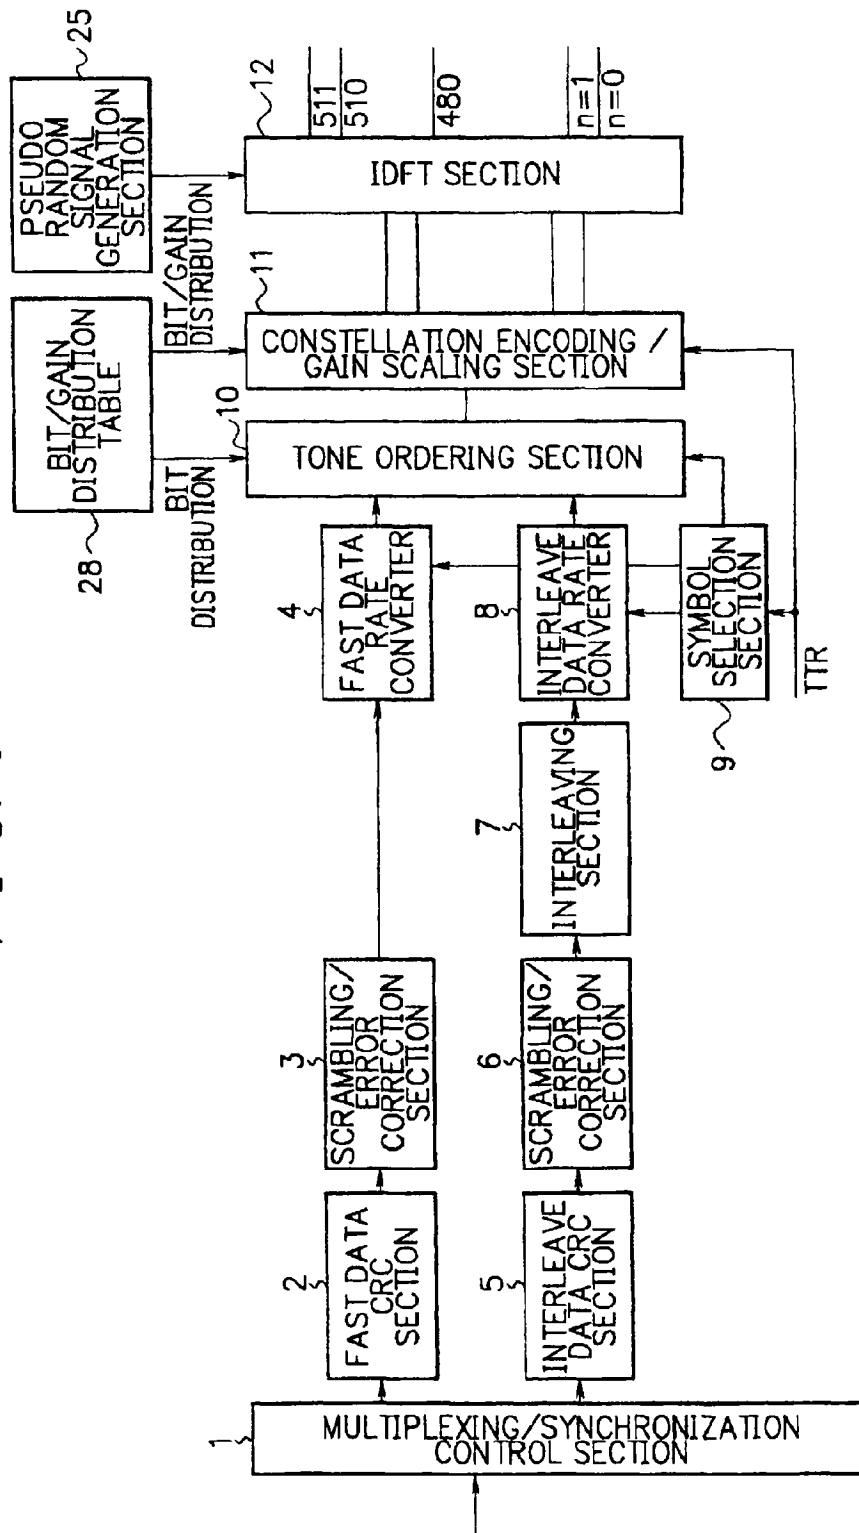 1
MULTIPLEXING/SYNCHRONIZATION
CONTROL SECTION
2
FAST DATA
CRC
SECTION
3
SCRAMBLING/
ERROR
CORRECTION
SECTION
4
FAST DATA
RATE
CONVERTER
5
INTERLEAVE
DATA CRC
SECTION
6
SCRAMBLING/
ERROR
CORRECTION
SECTION
7
INTERLEAVING
SECTION
8
INTERLEAVE
DATA RATE
CONVERTER
9
SYMBOL
SELECTION
SECTION
TTR
28
BIT/GAIN
DISTRIBUTION
TABLE
BIT
DISTRIBUTION
BIT/GAIN
DISTRIBUTION
10
TONE ORDERING SECTION
11
CONSTELLATION ENCODING /
GAIN SCALING SECTION
25
PSEUDO
RANDOM
SIGNAL
GENERATION
SECTION
12
IDFT SECTION
511
510
480
n=1
n=0